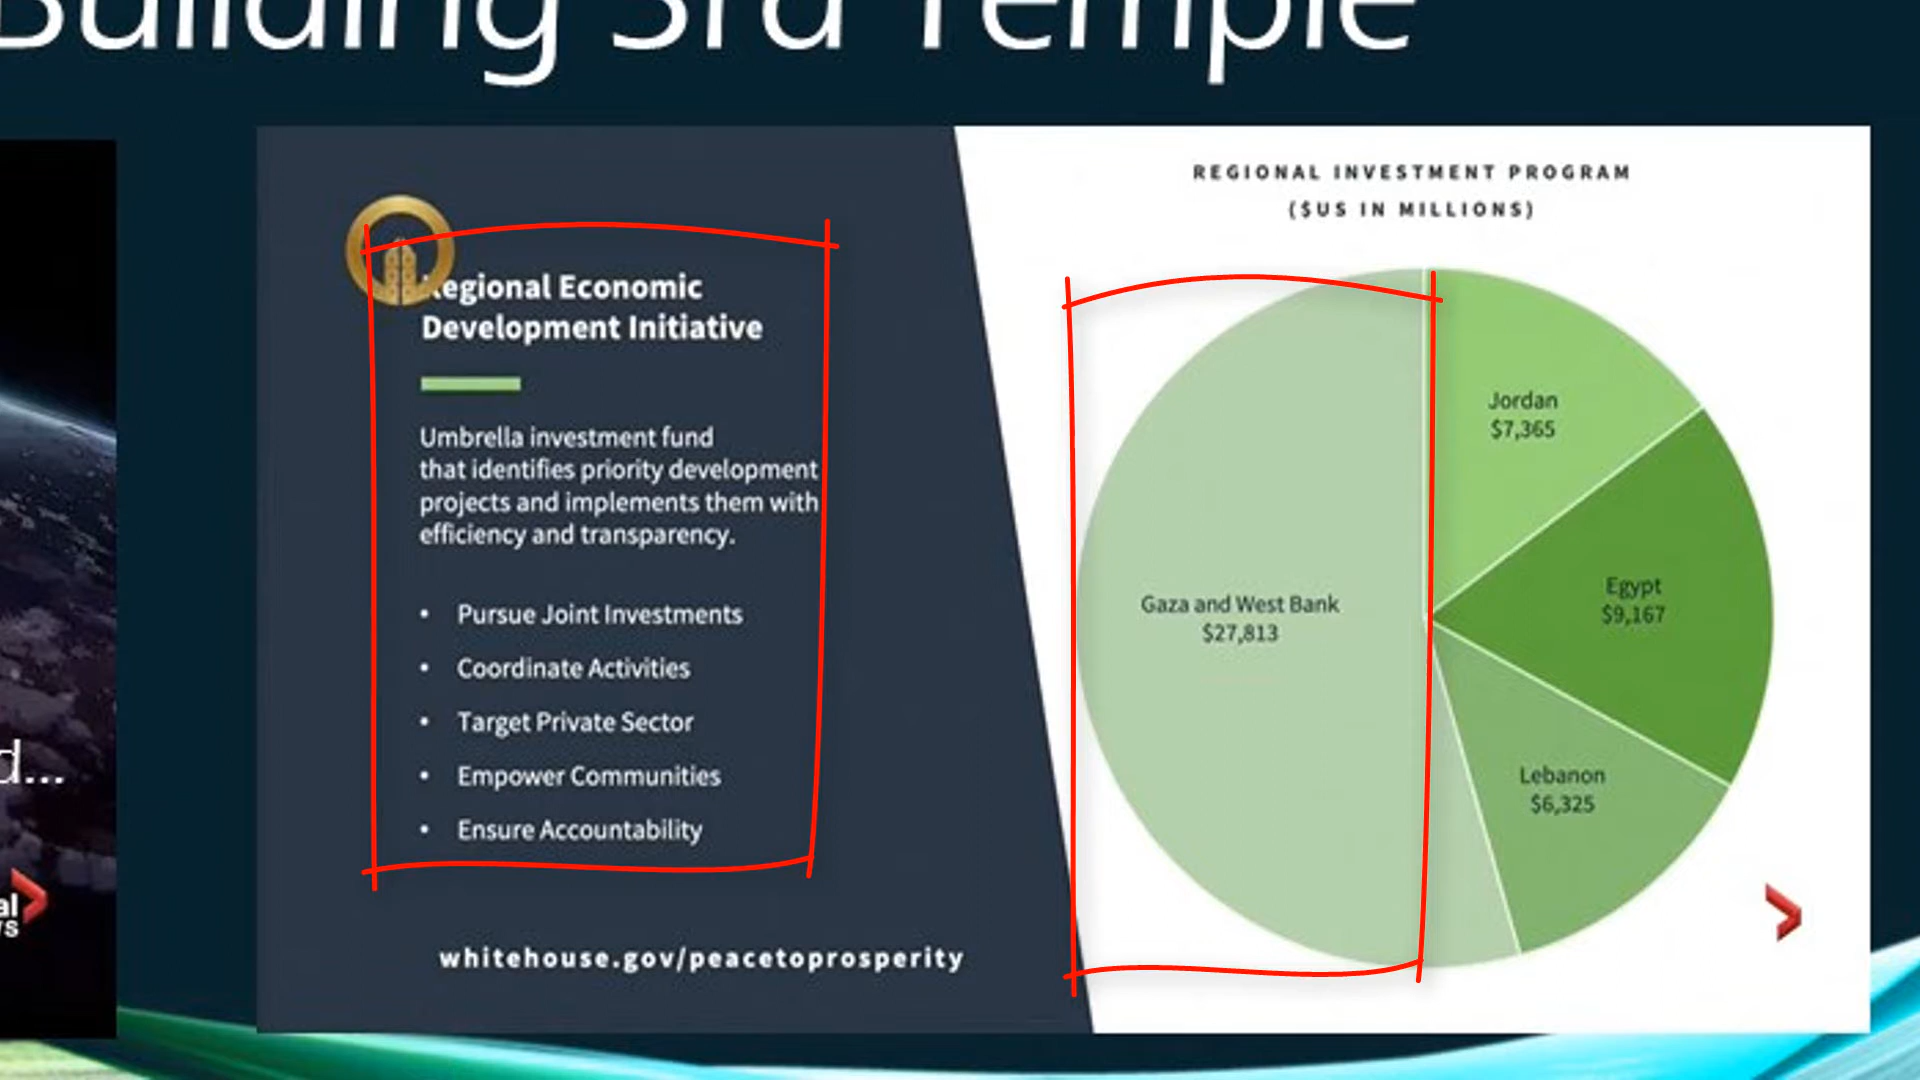 Building 3rd Temple
REGIONAL INVESTMENT PROGRAM
($US IN MILLIONS)
Regional Economic
Development Initiative
Umbrella investment fund
that identifies priority development
projects and implements them with
efficiency and transparency.
• Pursue Joint Investments
• Coordinate Activities
• Target Private Sector
• Empower Communities
• Ensure Accountability
whitehouse.gov/peacetoprosperity
Jordan
$7,365
Egypt
$9,167
Gaza and West Bank
$27,813
Lebanon
$6,325